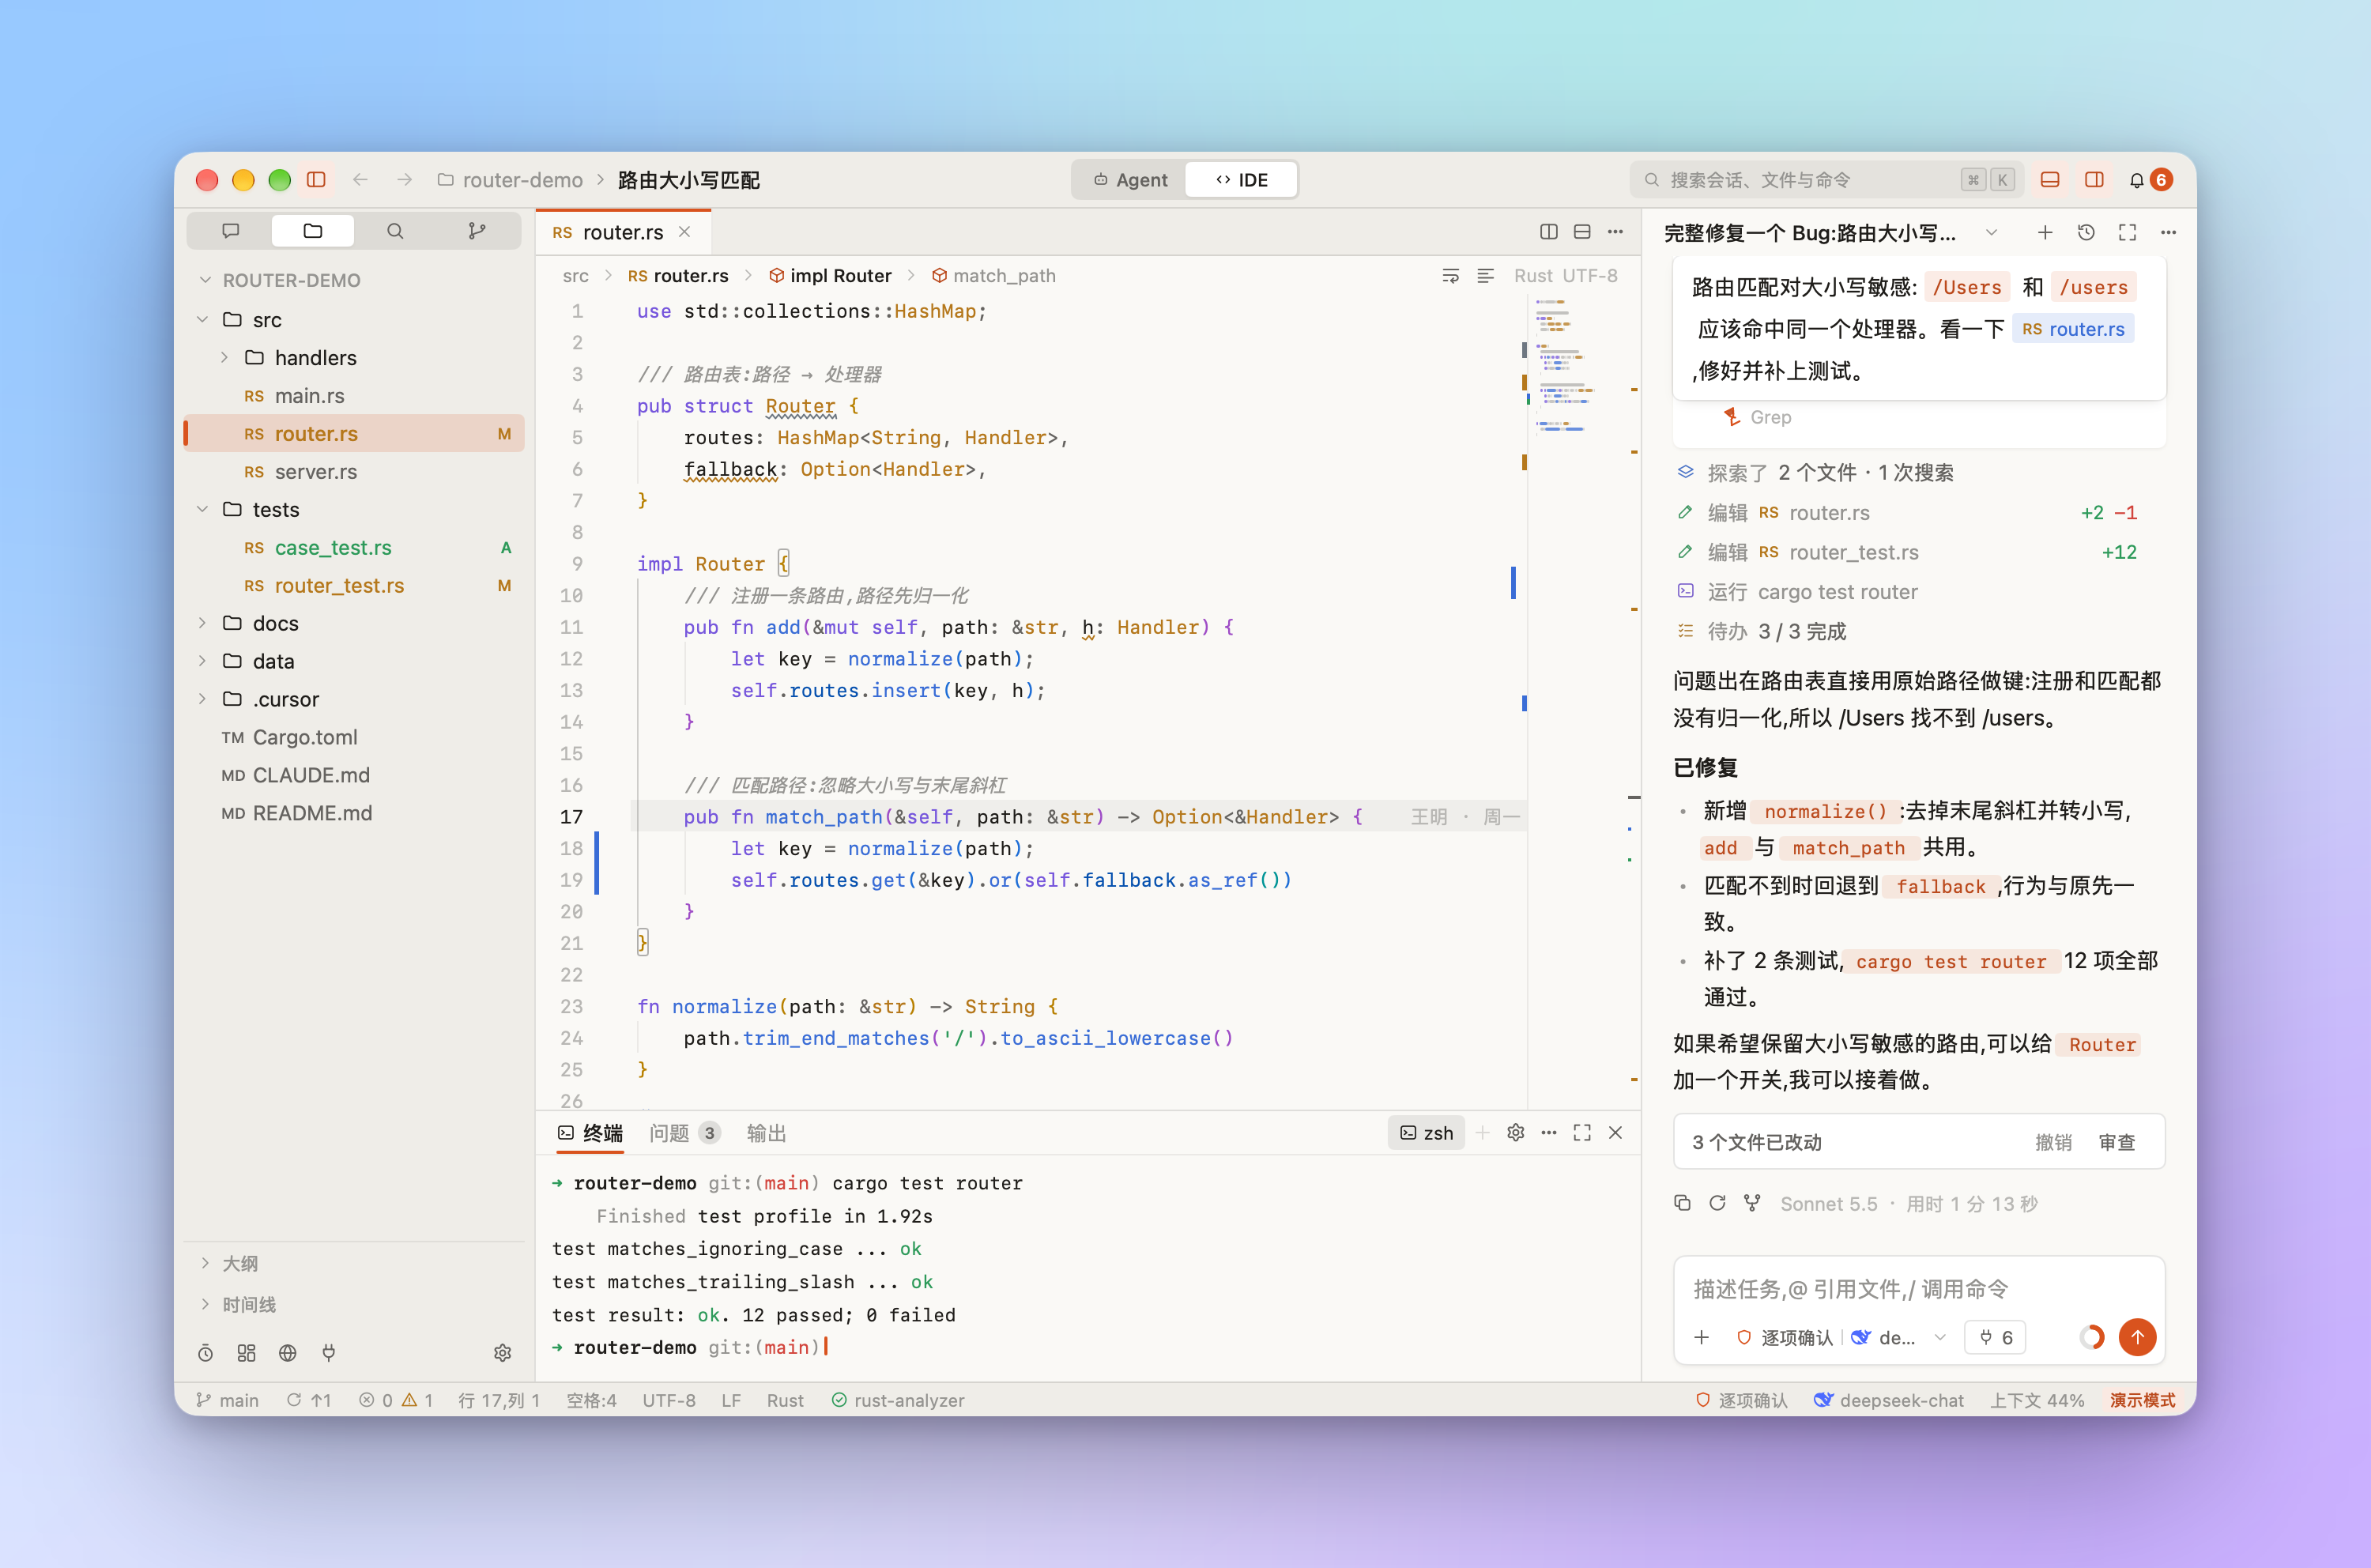 router-demo > 路由大小写匹配
Agent
IDE
搜索会话、文件与命令
⌘ K
6
ROUTER-DEMO
src
handlers
RS main.rs
RS router.rs M
RS server.rs
tests
RS case_test.rs A
RS router_test.rs M
docs
data
.cursor
TM Cargo.toml
MD CLAUDE.md
MD README.md
大纲
时间线
RS router.rs
src > RS router.rs > impl Router > match_path
Rust UTF-8
1 use std::collections::HashMap;
2
3 /// 路由表:路径 → 处理器
4 pub struct Router {
5 routes: HashMap<String, Handler>,
6 fallback: Option<Handler>,
7 }
8
9 impl Router {
10 /// 注册一条路由,路径先归一化
11 pub fn add(&mut self, path: &str, h: Handler) {
12 let key = normalize(path);
13 self.routes.insert(key, h);
14 }
15
16 /// 匹配路径:忽略大小写与末尾斜杠
17 pub fn match_path(&self, path: &str) -> Option<&Handler> { 王明 · 周一
18 let key = normalize(path);
19 self.routes.get(&key).or(self.fallback.as_ref())
20 }
21 }
22
23 fn normalize(path: &str) -> String {
24 path.trim_end_matches('/').to_ascii_lowercase()
25 }
26
终端
问题 3
输出
zsh
➜ router-demo git:(main) cargo test router
Finished test profile in 1.92s
test matches_ignoring_case ... ok
test matches_trailing_slash ... ok
test result: ok. 12 passed; 0 failed
➜ router-demo git:(main)
完整修复一个 Bug:路由大小写...
路由匹配对大小写敏感: /Users 和 /users
应该命中同一个处理器。看一下 RS router.rs
,修好并补上测试。
Grep
探索了 2 个文件 · 1 次搜索
编辑 RS router.rs +2 −1
编辑 RS router_test.rs +12
运行 cargo test router
待办 3 / 3 完成
问题出在路由表直接用原始路径做键:注册和匹配都
没有归一化,所以 /Users 找不到 /users。
已修复
• 新增 normalize() :去掉末尾斜杠并转小写,
add 与 match_path 共用。
• 匹配不到时回退到 fallback ,行为与原先一
致。
• 补了 2 条测试, cargo test router 12 项全部
通过。
如果希望保留大小写敏感的路由,可以给 Router
加一个开关,我可以接着做。
3 个文件已改动 撤销 审查
Sonnet 5.5 · 用时 1 分 13 秒
描述任务,@ 引用文件,/ 调用命令
逐项确认 de... 6
main ↑1 0 1 行 17,列 1 空格:4 UTF-8 LF Rust rust-analyzer
逐项确认 deepseek-chat 上下文 44% 演示模式